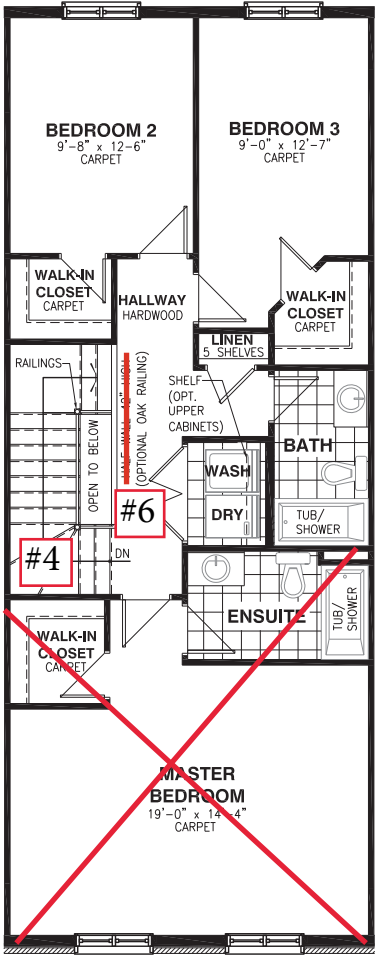 BEDROOM 2
9'-8" x 12-6"
CARPET
BEDROOM 3
9'-0" x 12'-7"
CARPET
WALK-IN
CLOSET
CARPET
HALLWAY
HARDWOOD
WALK-IN
CLOSET
CARPET
LINEN
5 SHELVES
RAILINGS
SHELF
(OPT.
UPPER
CABINETS)
(OPTIONAL OAK RAILING)
OPEN TO BELOW
BATH
WASH
DRY
TUB/
SHOWER
#6
#4
DN
ENSUITE
TUB/
SHOWER
WALK-IN
CLOSET
CARPET
MASTER
BEDROOM
19'-0" x 14'-4"
CARPET